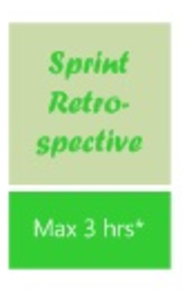 Sprint
Retro-
spective
Max 3 hrs*